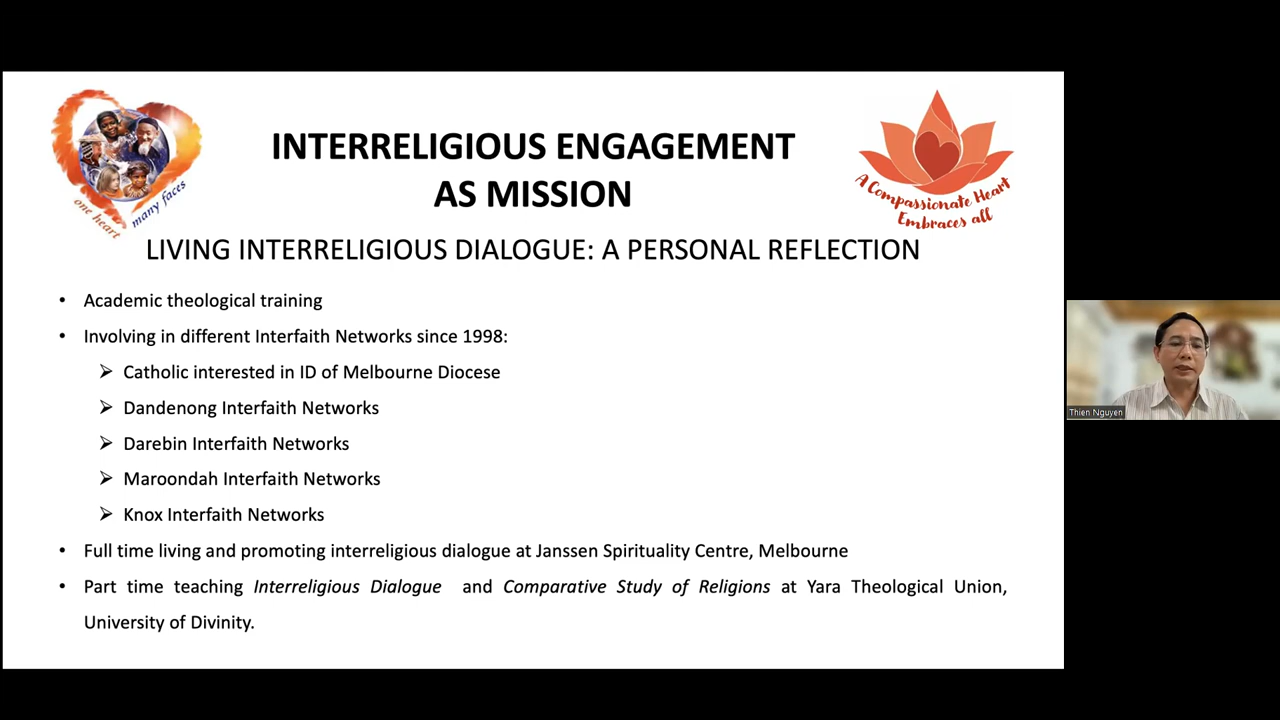 INTERRELIGIOUS ENGAGEMENT
AS MISSION
one heart many faces
A Compassionate Heart
Embraces all
LIVING INTERRELIGIOUS DIALOGUE: A PERSONAL REFLECTION
• Academic theological training
• Involving in different Interfaith Networks since 1998:
➢ Catholic interested in ID of Melbourne Diocese
➢ Dandenong Interfaith Networks
➢ Darebin Interfaith Networks
➢ Maroondah Interfaith Networks
➢ Knox Interfaith Networks
• Full time living and promoting interreligious dialogue at Janssen Spirituality Centre, Melbourne
• Part time teaching Interreligious Dialogue and Comparative Study of Religions at Yara Theological Union,
University of Divinity.
Thien Nguyen